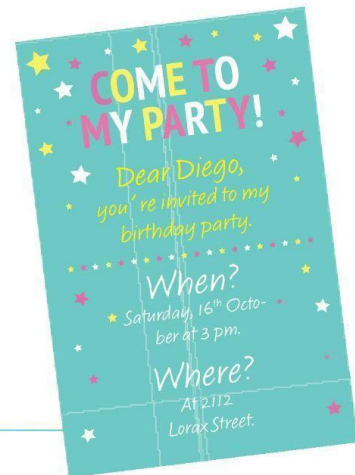 COME TO
MY PARTY!
Dear Diego,
you're invited to my
birthday party.
When?
Saturday, 16th Octo-
ber at 3 pm.
Where?
At 2112
Lorax Street.